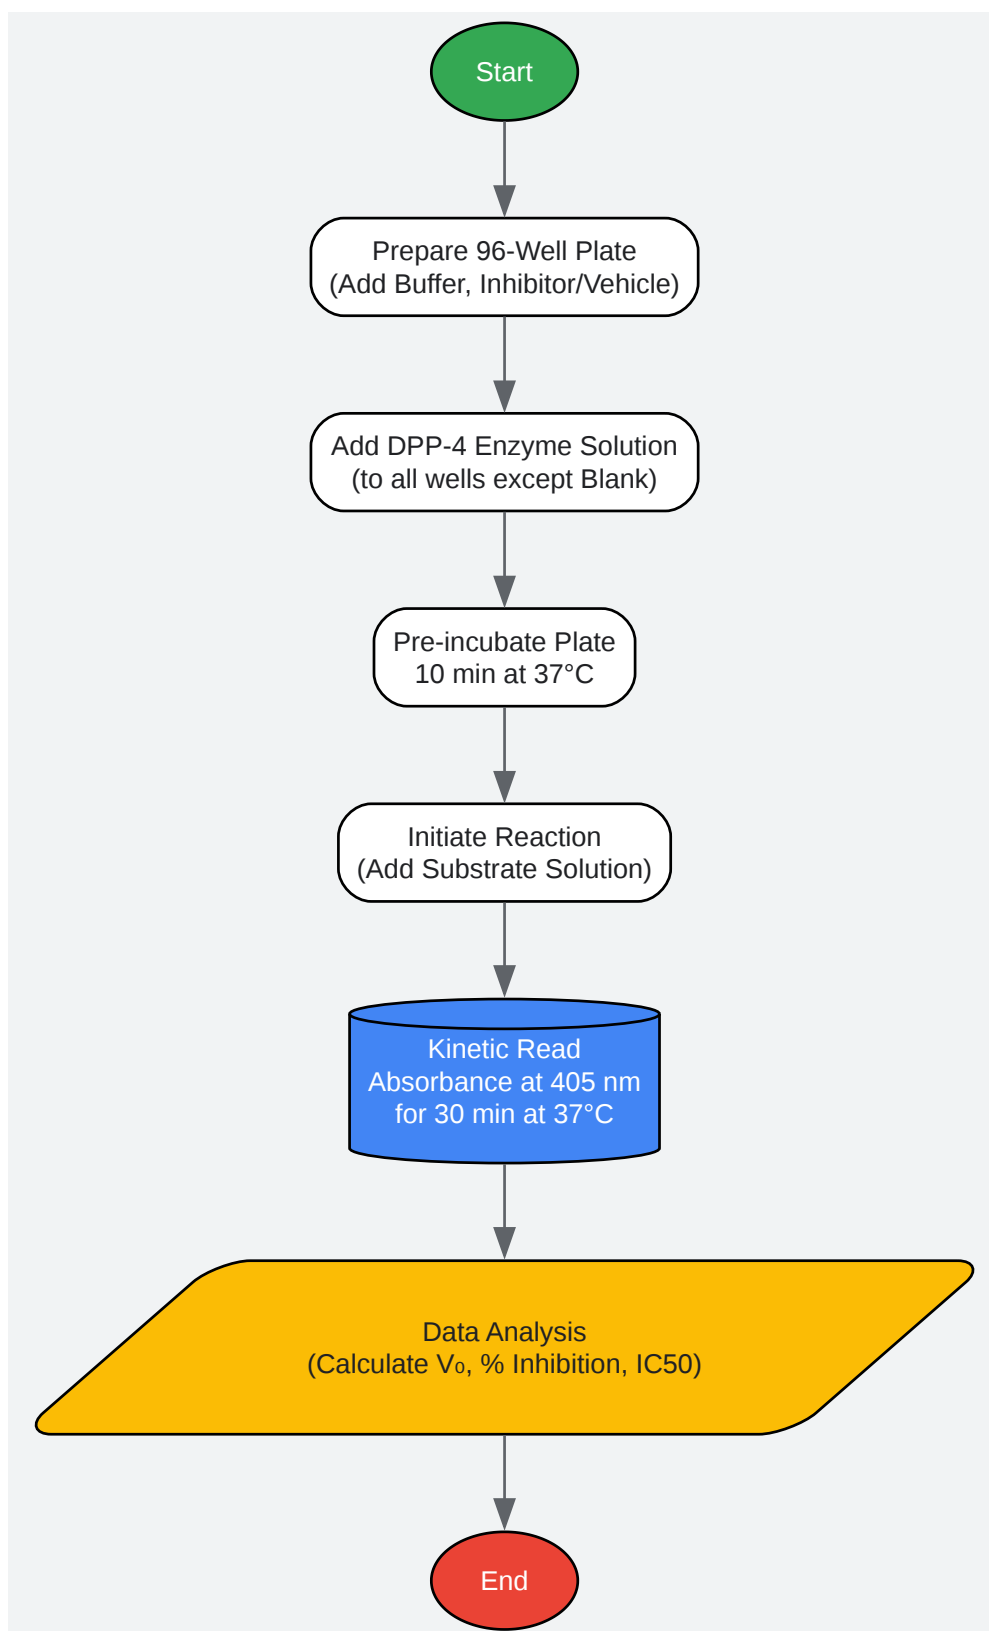 Start
Prepare 96-Well Plate
(Add Buffer, Inhibitor/Vehicle)
Add DPP-4 Enzyme Solution
(to all wells except Blank)
Pre-incubate Plate
10 min at 37°C
Initiate Reaction
(Add Substrate Solution)
Kinetic Read
Absorbance at 405 nm
for 30 min at 37°C
Data Analysis
(Calculate V₀, % Inhibition, IC50)
End